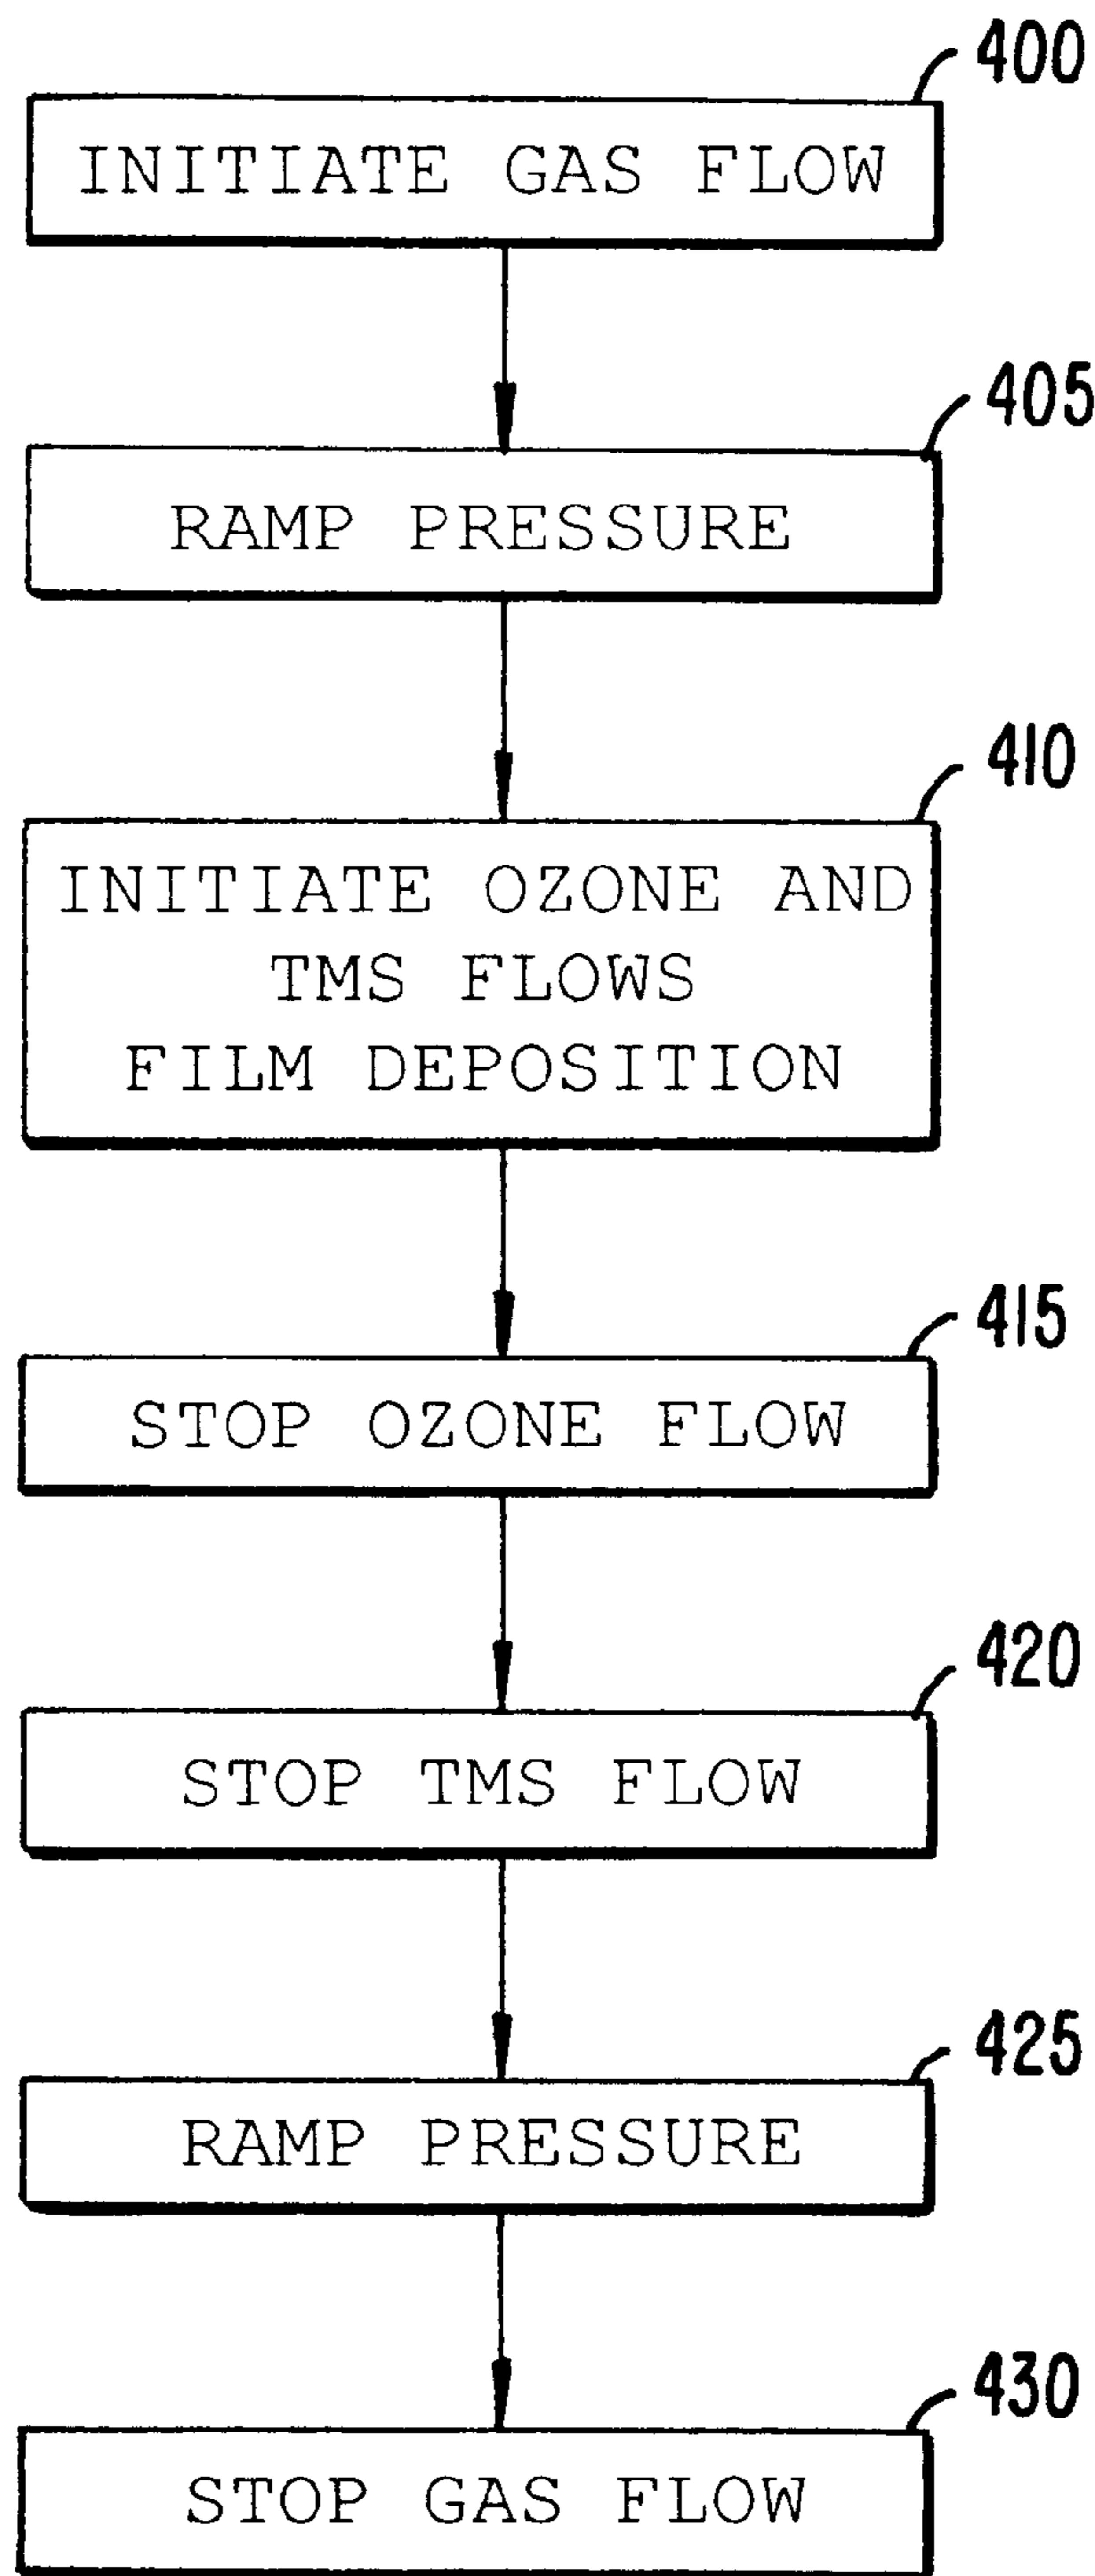 400
INITIATE GAS FLOW
405
RAMP PRESSURE
410
INITIATE OZONE AND
TMS FLOWS
FILM DEPOSITION
415
STOP OZONE FLOW
420
STOP TMS FLOW
425
RAMP PRESSURE
430
STOP GAS FLOW